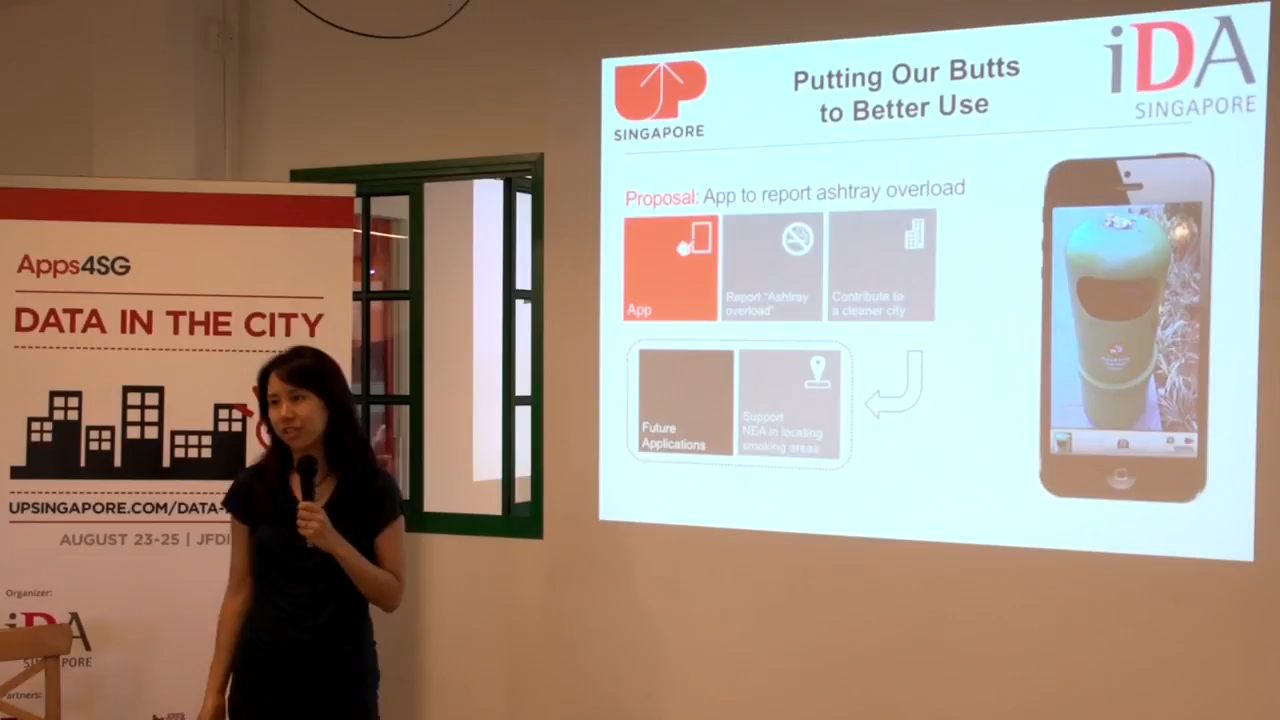 Apps4SG
DATA IN THE CITY
UPSINGAPORE.COM/DATA-
AUGUST 23-25 | JFDI
Organizer:
iDA
SINGAPORE
artners:
UP
SINGAPORE
Putting Our Butts
to Better Use
iDA
SINGAPORE
Proposal: App to report ashtray overload
App
Report “Ashtray
overload”
Contribute to
a cleaner city
Future
Applications
Support
NEA in locating
smoking areas